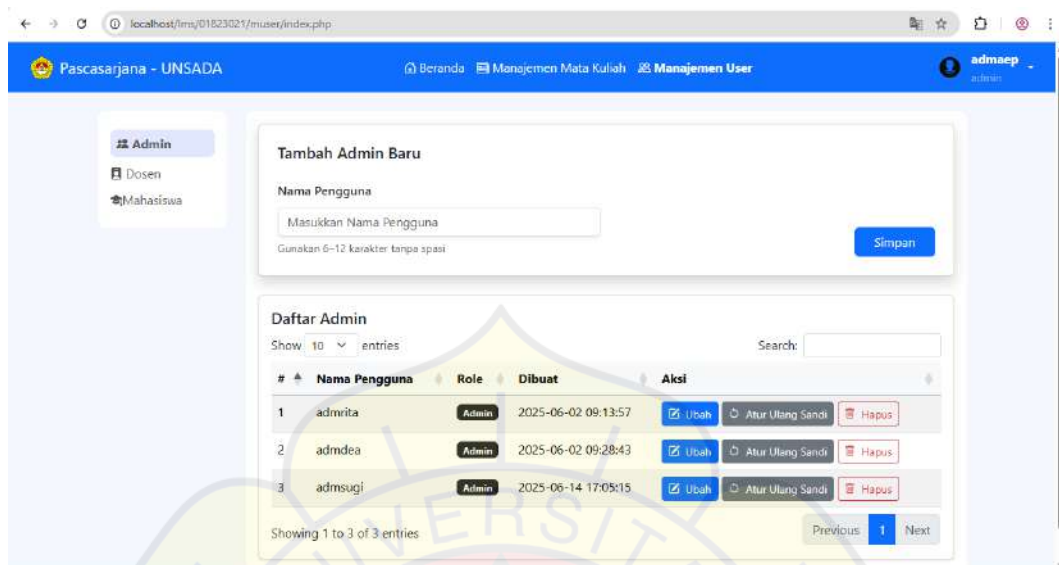 localhost/lms/01823021/muser/index.php
Pascasarjana - UNSADA
Beranda Manajemen Mata Kuliah Manajemen User
admaep
admin
Admin
Dosen
Mahasiswa
Tambah Admin Baru
Nama Pengguna
Masukkan Nama Pengguna
Gunakan 6-12 karakter tanpa spasi
Simpan
Daftar Admin
Show 10 entries Search:
# Nama Pengguna Role Dibuat Aksi
1 admrita Admin 2025-06-02 09:13:57 Ubah Atur Ulang Sandi Hapus
2 admdea Admin 2025-06-02 09:28:43 Ubah Atur Ulang Sandi Hapus
3 admsugi Admin 2025-06-14 17:05:15 Ubah Atur Ulang Sandi Hapus
Showing 1 to 3 of 3 entries Previous 1 Next
VERSIT